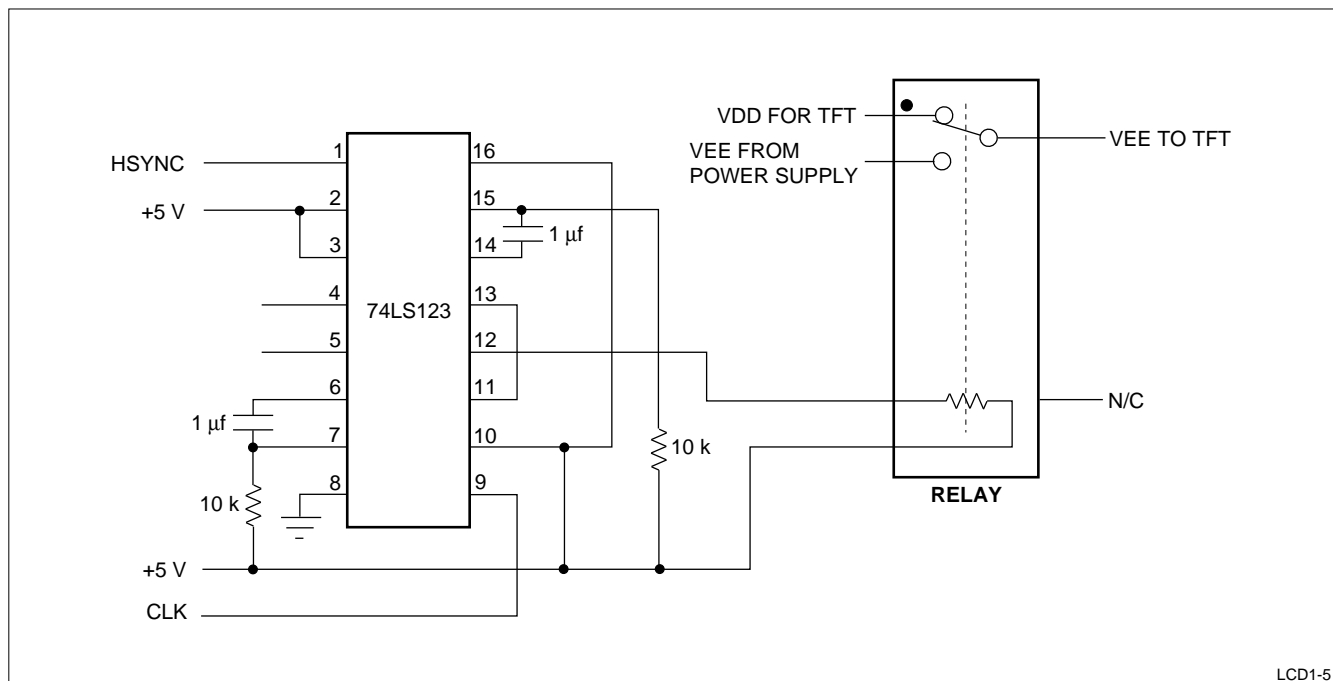 HSYNC
+5 V
1
2
3
4
5
6
7
8
74LS123
16
15
14
13
12
11
10
9
1 µf
1 µf
10 k
10 k
+5 V
CLK
VDD FOR TFT
VEE FROM
POWER SUPPLY
VEE TO TFT
N/C
RELAY
LCD1-5